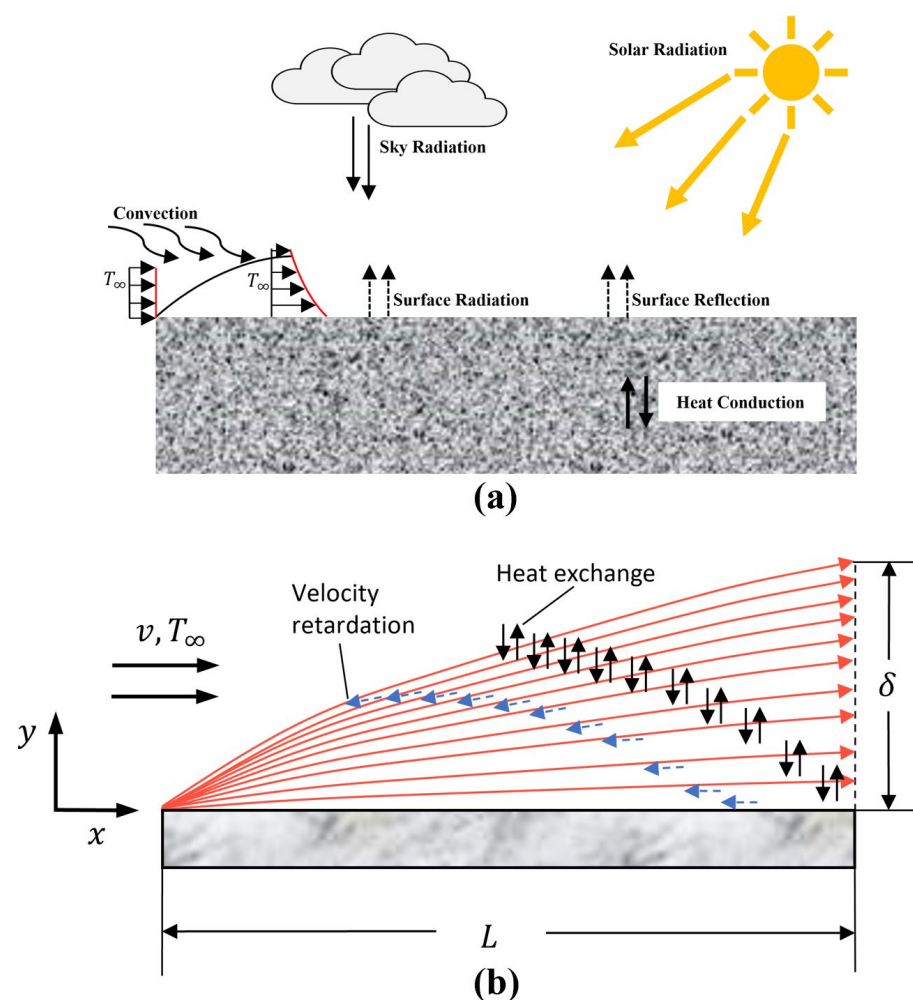 Solar Radiation
Sky Radiation
Convection
T∞
T∞
Surface Radiation
Surface Reflection
Heat Conduction
(a)
Heat exchange
Velocity
retardation
v, T∞
δ
y
x
L
(b)